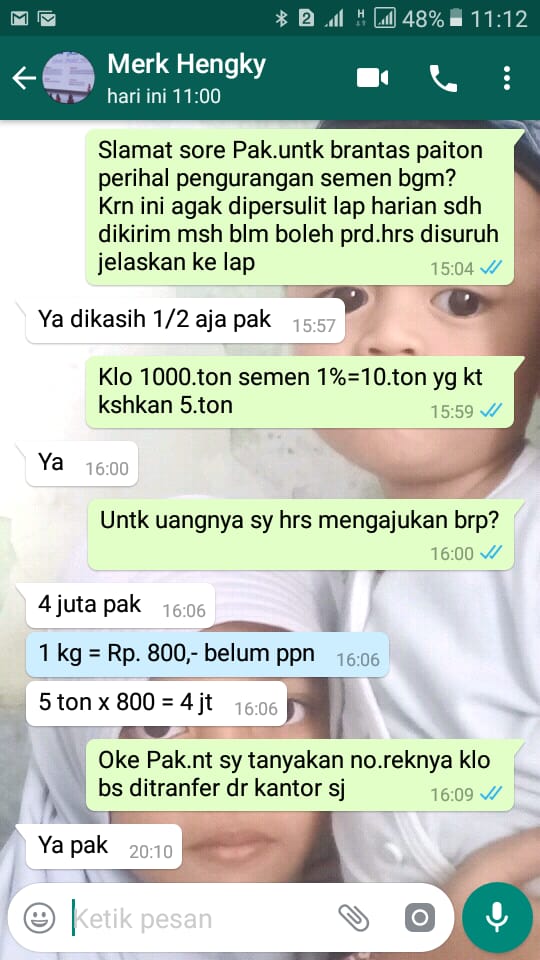 H
2
48%
11:12
Merk Hengky
hari ini 11:00
Slamat sore Pak.untk brantas paiton
perihal pengurangan semen bgm?
Krn ini agak dipersulit lap harian sdh
dikirim msh blm boleh prd.hrs disuruh
jelaskan ke lap
15:04
Ya dikasih 1/2 aja pak
15:57
Klo 1000.ton semen 1%=10.ton yg kt
kshkan 5.ton
15:59
Ya
16:00
Untk uangnya sy hrs mengajukan brp?
16:00
4 juta pak
16:06
1 kg = Rp. 800,- belum ppn
16:06
5 ton x 800 = 4 jt
16:06
Oke Pak.nt sy tanyakan no.reknya klo
bs ditranfer dr kantor sj
16:09
Ya pak
20:10
Ketik pesan